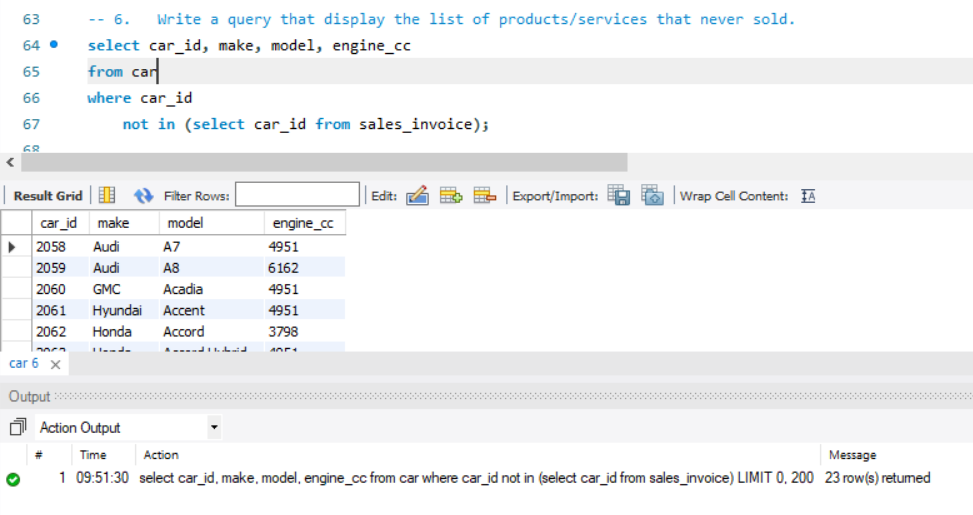 63 -- 6. Write a query that display the list of products/services that never sold.
64 select car_id, make, model, engine_cc
65 from car
66 where car_id
67 not in (select car_id from sales_invoice);
68
Result Grid Filter Rows: Edit: Export/Import: Wrap Cell Content:
car_id make model engine_cc
2058 Audi A7 4951
2059 Audi A8 6162
2060 GMC Acadia 4951
2061 Hyundai Accent 4951
2062 Honda Accord 3798
2063 Honda Accord Hybrid 4951
car 6
Output
Action Output
# Time Action Message
1 09:51:30 select car_id, make, model, engine_cc from car where car_id not in (select car_id from sales_invoice) LIMIT 0, 200 23 row(s) returned